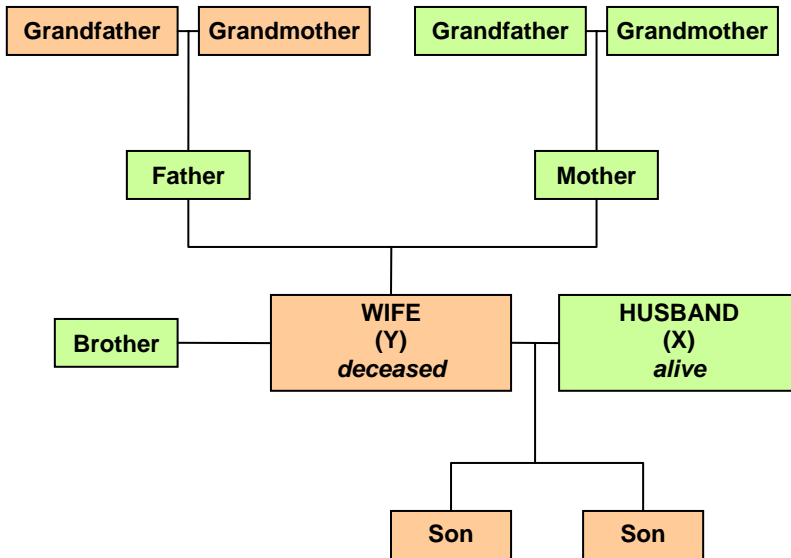 Grandfather Grandmother Grandfather Grandmother
Father Mother
Brother
WIFE
(Y)
deceased
HUSBAND
(X)
alive
Son Son